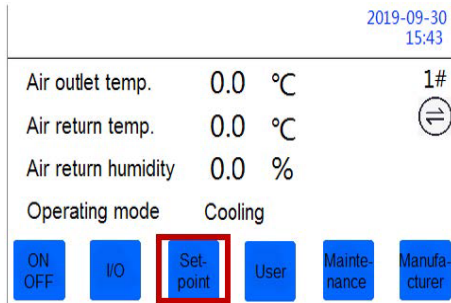 2019-09-30
15:43
Air outlet temp. 0.0 ℃ 1#
Air return temp. 0.0 ℃
Air return humidity 0.0 %
Operating mode Cooling
ON
OFF
I/O
Set-
point
User
Mainte-
nance
Manufa-
cturer